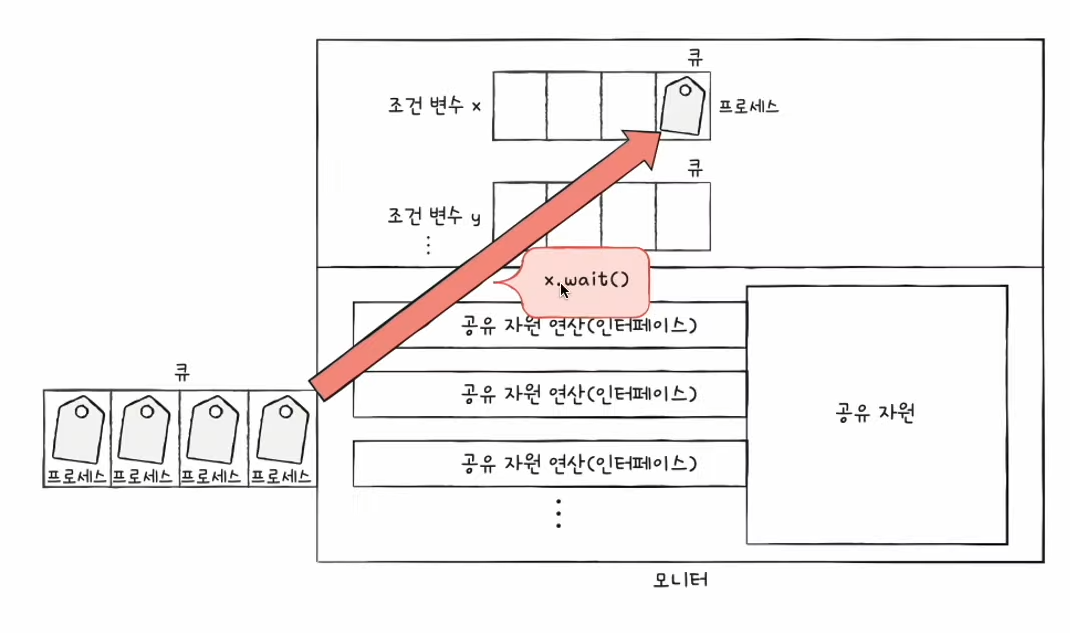 큐
조건 변수 x
프로세스
큐
조건 변수 y
x.wait()
공유 자원 연산(인터페이스)
큐
공유 자원 연산(인터페이스)
공유 자원
프로세스 프로세스 프로세스 프로세스
공유 자원 연산(인터페이스)
모니터